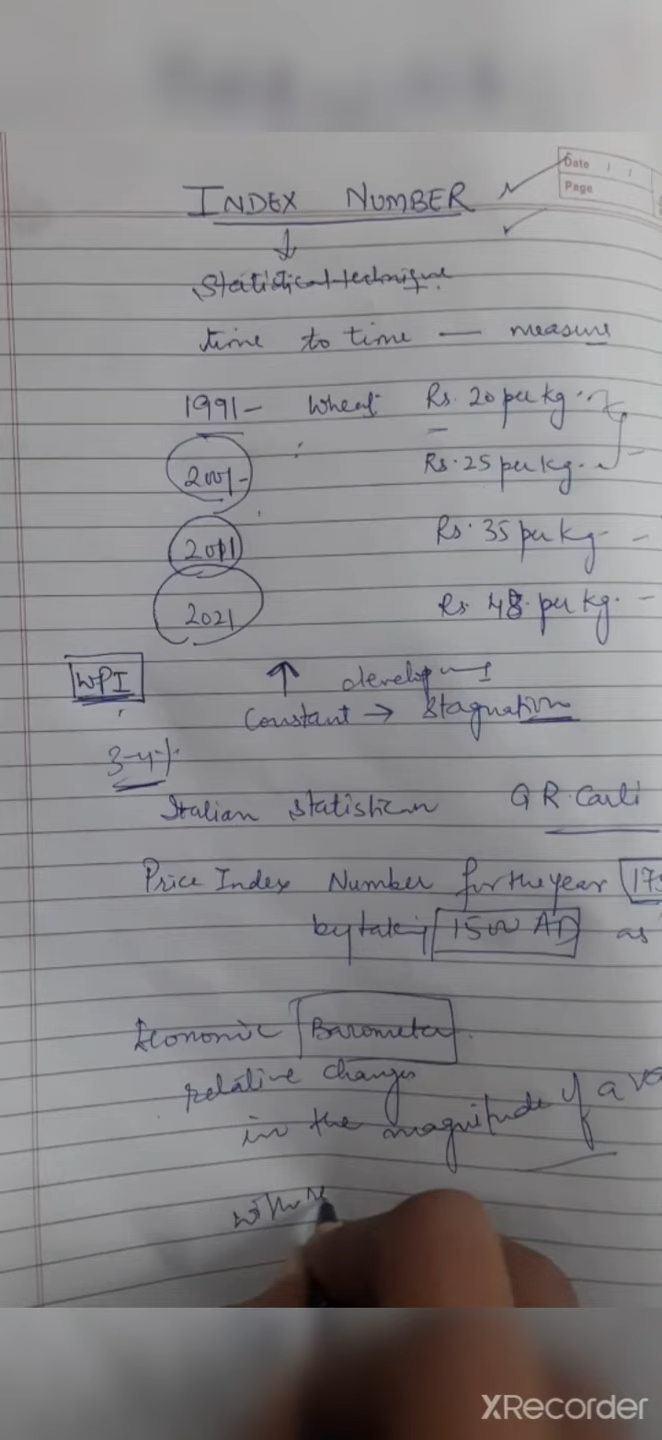 Date
Page
INDEX NUMBER
Statistical technique
time to time — measure
1991 - Wheat Rs. 20 per kg.
2001 - Rs. 25 per kg.
2011 Rs. 35 per kg -
2021 Rs. 48 per kg. -
WPI ↑
Constant → Stagnation
3-4%
Italian statistician G R. Carli
Price Index Number for the year 175
by taking 1500 AD as
Economic Barometer.
relative changes
in the magnitude of a
XRecorder